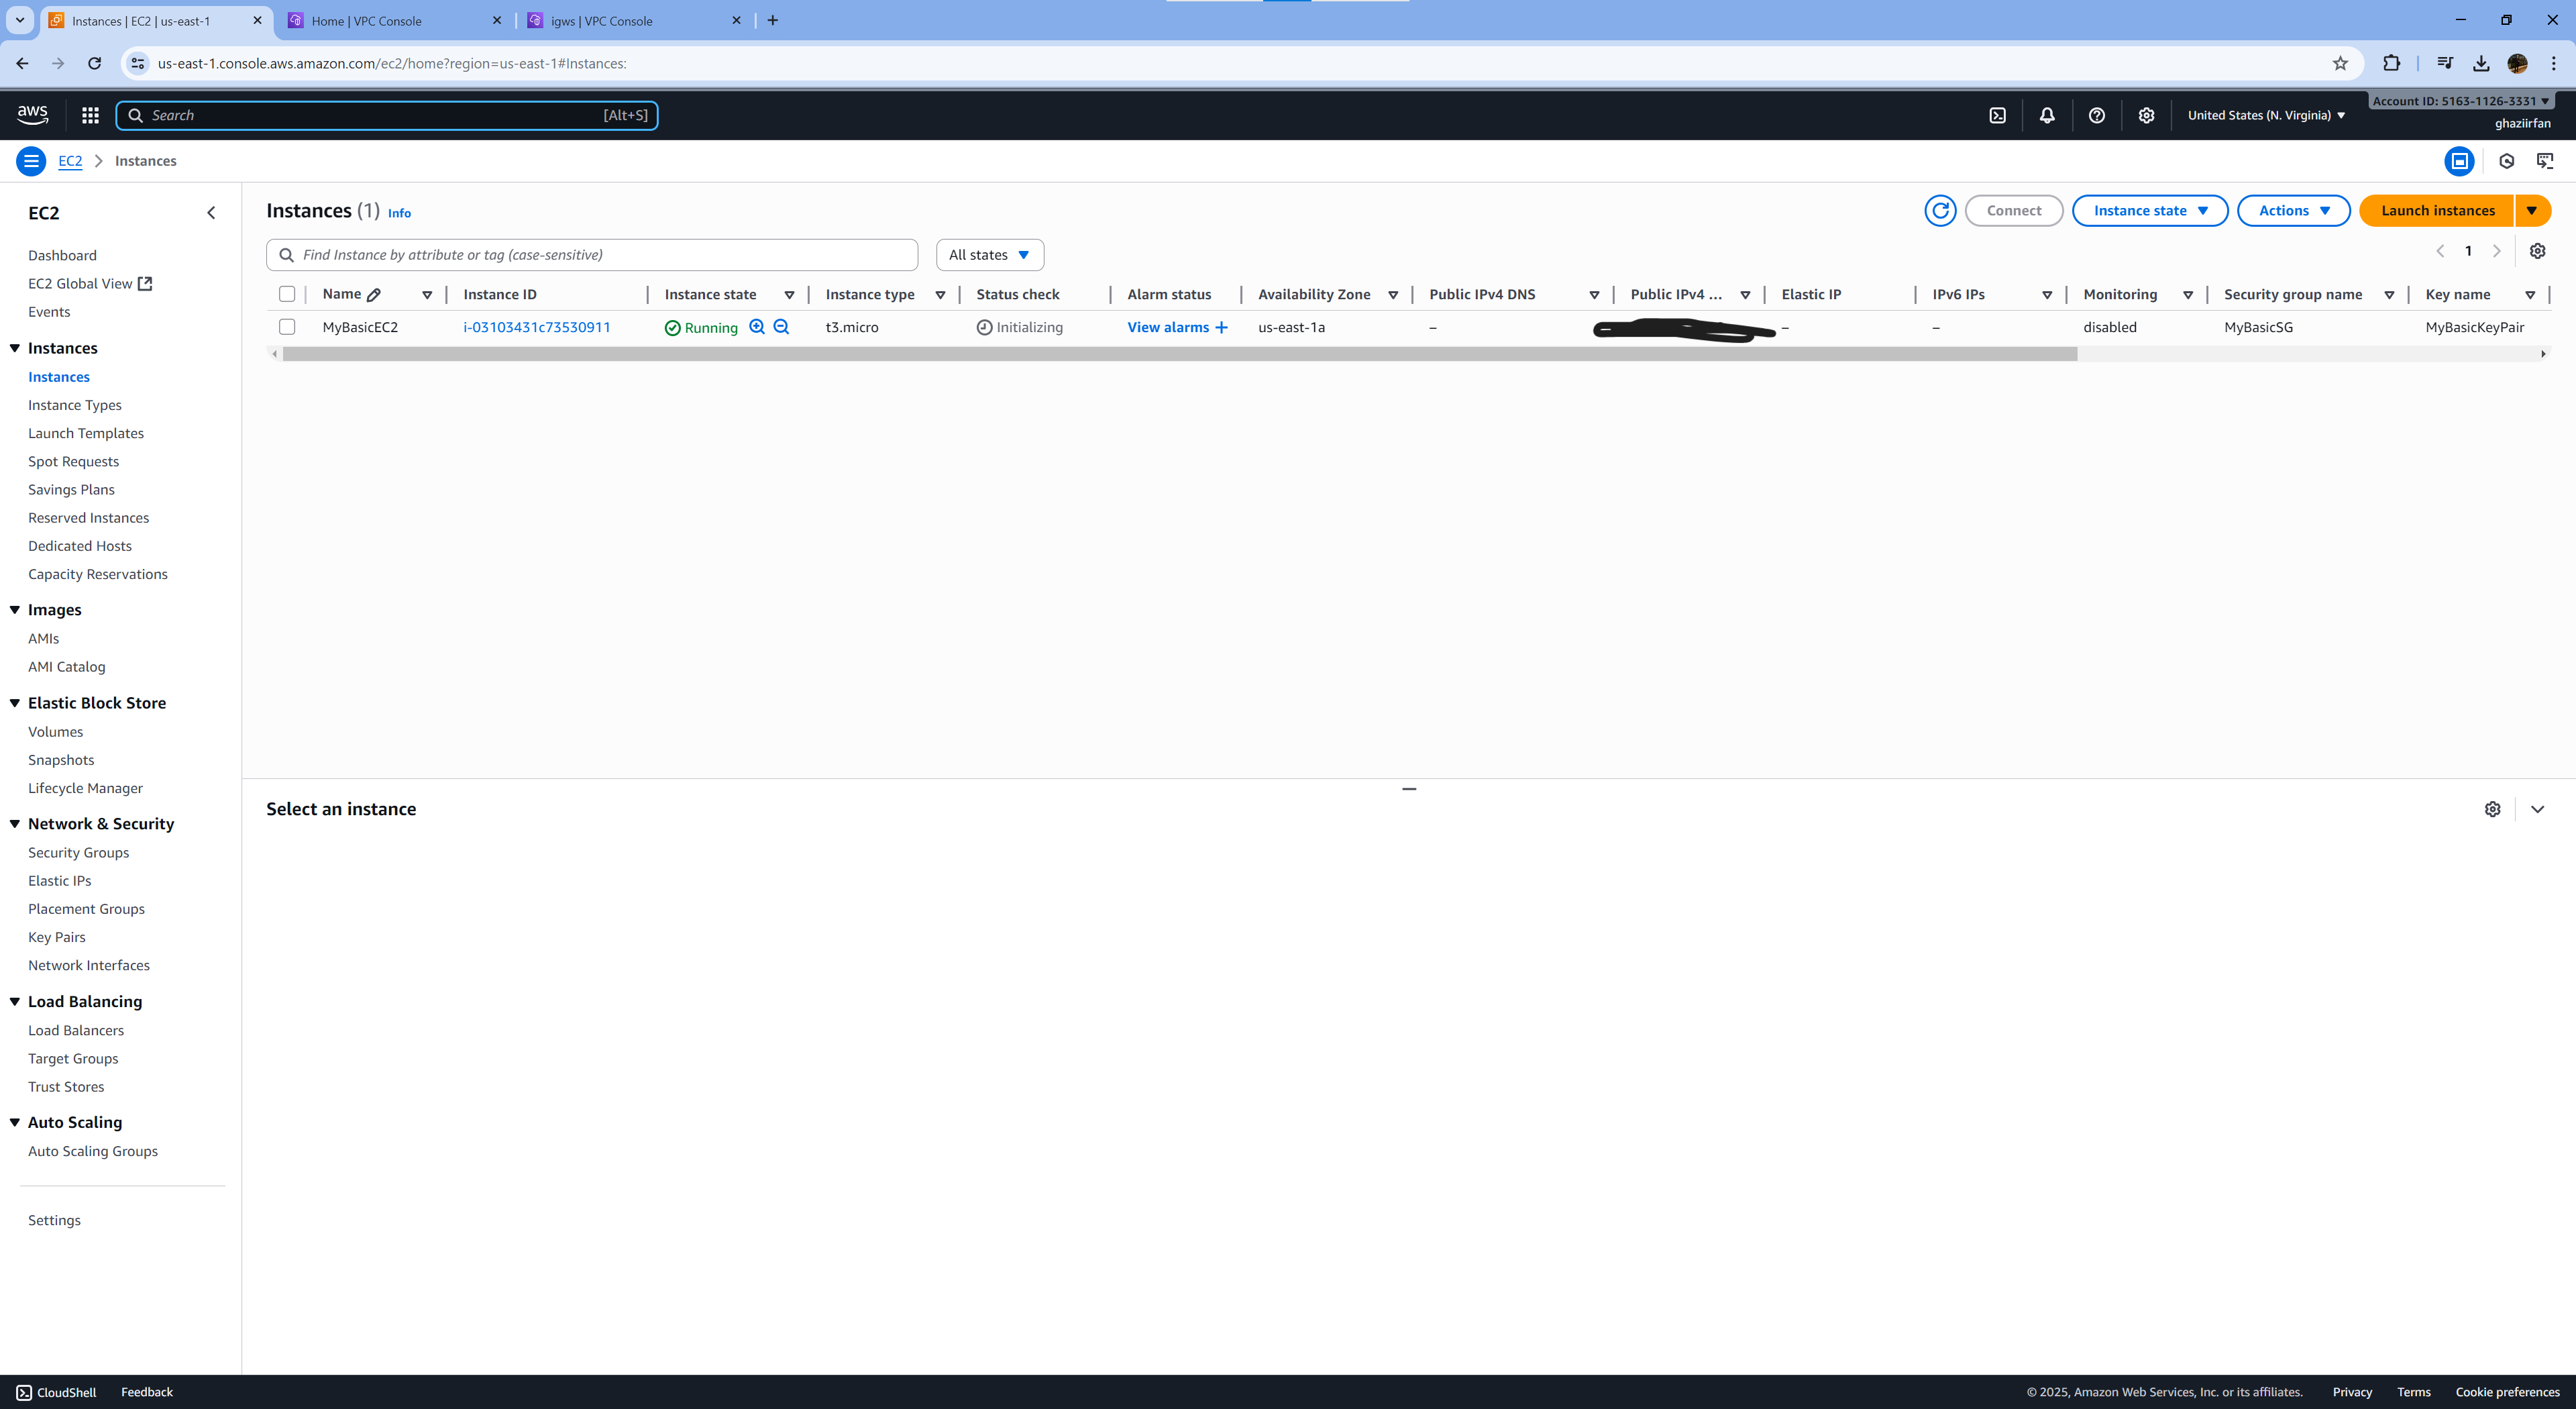 Instances | EC2 | us-east-1
Home | VPC Console
igws | VPC Console
us-east-1.console.aws.amazon.com/ec2/home?region=us-east-1#Instances:
aws
Search
[Alt+S]
United States (N. Virginia)
Account ID: 5163-1126-3331
ghaziirfan
EC2 > Instances
EC2
Dashboard
EC2 Global View
Events
Instances
Instances
Instance Types
Launch Templates
Spot Requests
Savings Plans
Reserved Instances
Dedicated Hosts
Capacity Reservations
Images
AMIs
AMI Catalog
Elastic Block Store
Volumes
Snapshots
Lifecycle Manager
Network & Security
Security Groups
Elastic IPs
Placement Groups
Key Pairs
Network Interfaces
Load Balancing
Load Balancers
Target Groups
Trust Stores
Auto Scaling
Auto Scaling Groups
Settings
Instances (1) Info
Connect
Instance state
Actions
Launch instances
Find Instance by attribute or tag (case-sensitive)
All states
1
Name Instance ID Instance state Instance type Status check Alarm status Availability Zone Public IPv4 DNS Public IPv4 ... Elastic IP IPv6 IPs Monitoring Security group name Key name
MyBasicEC2 i-03103431c73530911 Running t3.micro Initializing View alarms + us-east-1a – – – disabled MyBasicSG MyBasicKeyPair
Select an instance
CloudShell Feedback
© 2025, Amazon Web Services, Inc. or its affiliates. Privacy Terms Cookie preferences